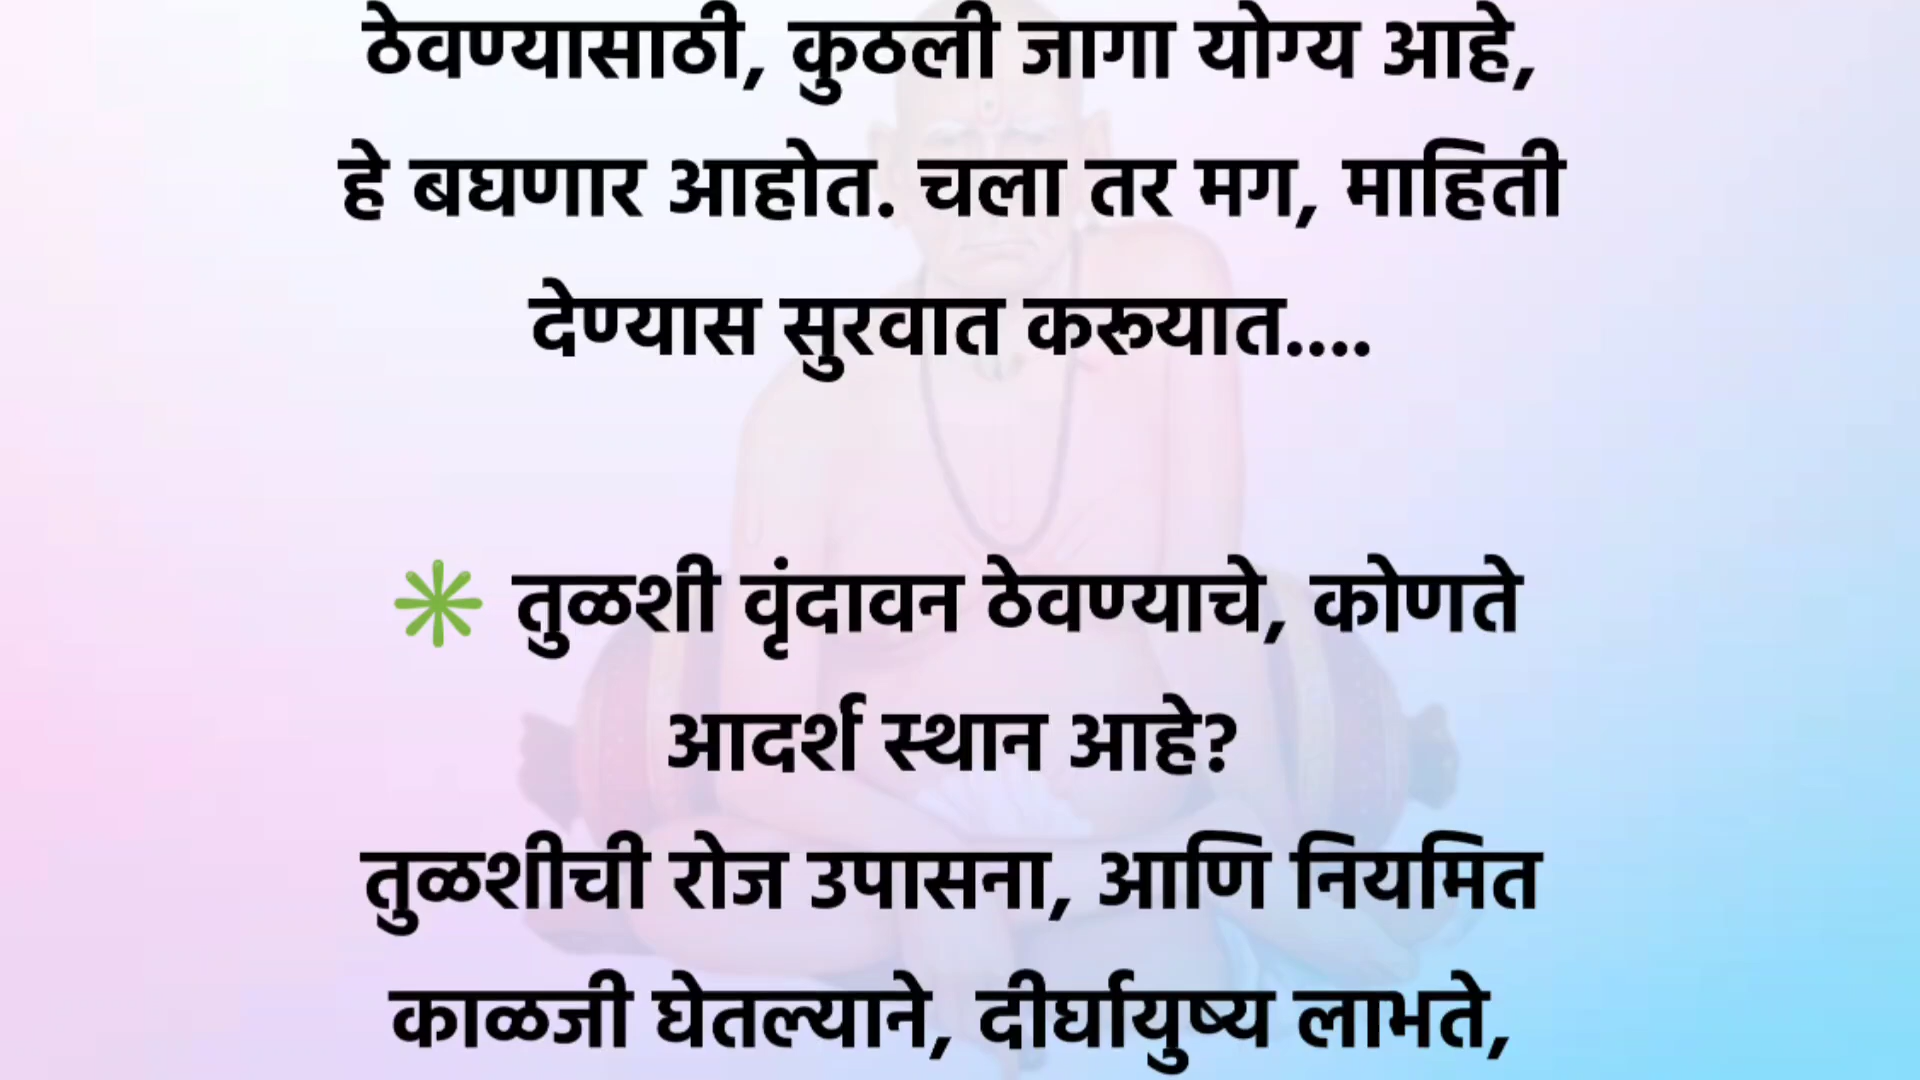 ठेवण्यासाठी, कुठली जागा योग्य आहे,
हे बघणार आहोत. चला तर मग, माहिती
देण्यास सुरवात करूयात....
✳️ तुळशी वृंदावन ठेवण्याचे, कोणते
आदर्श स्थान आहे?
तुळशीची रोज उपासना, आणि नियमित
काळजी घेतल्याने, दीर्घायुष्य लाभते,